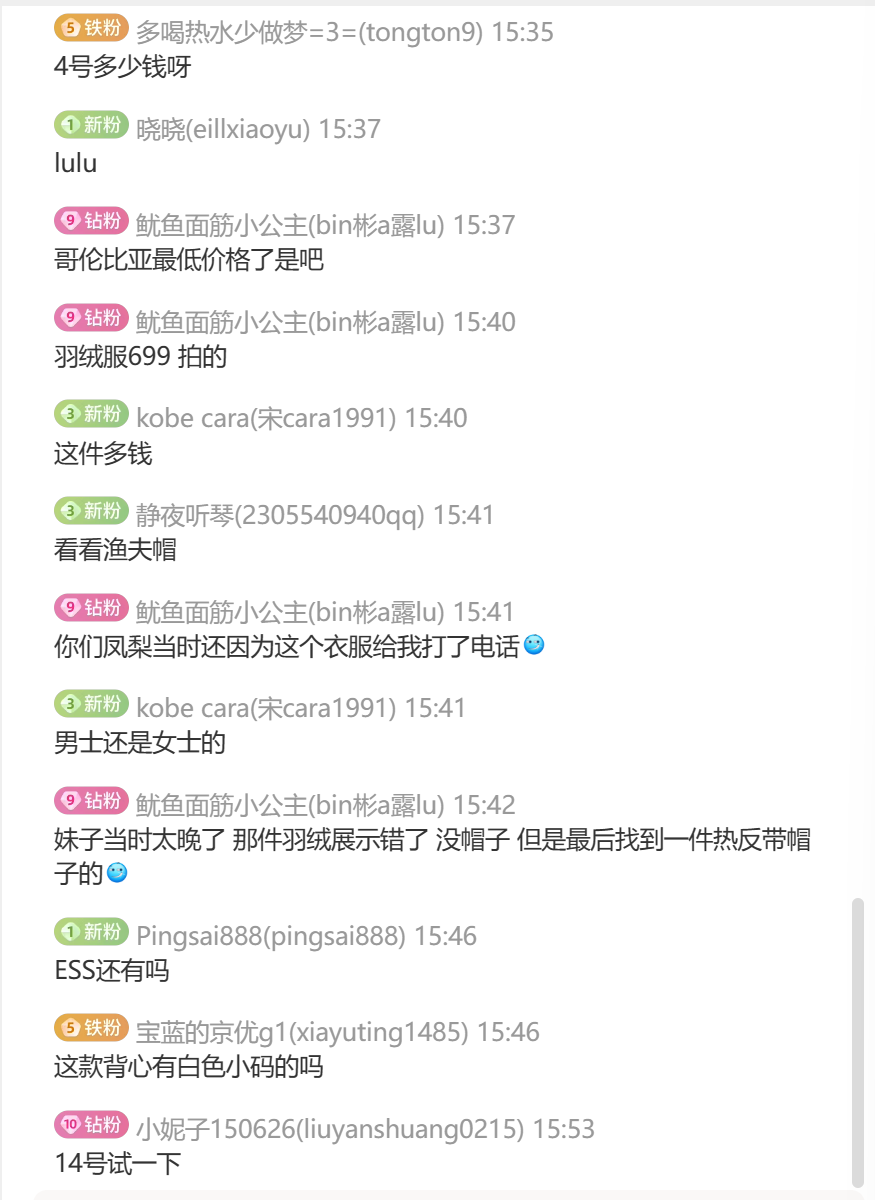 5 铁粉 多喝热水少做梦=3=(tongton9) 15:35
4号多少钱呀
1 新粉 晓晓(eillxiaoyu) 15:37
lulu
9 钻粉 鱿鱼面筋小公主(bin彬a露lu) 15:37
哥伦比亚最低价格了是吧
9 钻粉 鱿鱼面筋小公主(bin彬a露lu) 15:40
羽绒服699 拍的
3 新粉 kobe cara(宋cara1991) 15:40
这件多钱
3 新粉 静夜听琴(2305540940qq) 15:41
看看渔夫帽
9 钻粉 鱿鱼面筋小公主(bin彬a露lu) 15:41
你们凤梨当时还因为这个衣服给我打了电话
3 新粉 kobe cara(宋cara1991) 15:41
男士还是女士的
9 钻粉 鱿鱼面筋小公主(bin彬a露lu) 15:42
妹子当时太晚了 那件羽绒展示错了 没帽子 但是最后找到一件热反带帽
子的
1 新粉 Pingsai888(pingsai888) 15:46
ESS还有吗
5 铁粉 宝蓝的京优g1(xiayuting1485) 15:46
这款背心有白色小码的吗
10 钻粉 小妮子150626(liuyanshuang0215) 15:53
14号试一下